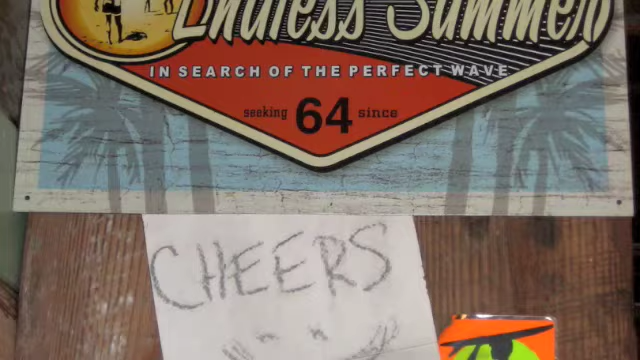 Endless Summer
IN SEARCH OF THE PERFECT WAVE
seeking 64 since
CHEERS